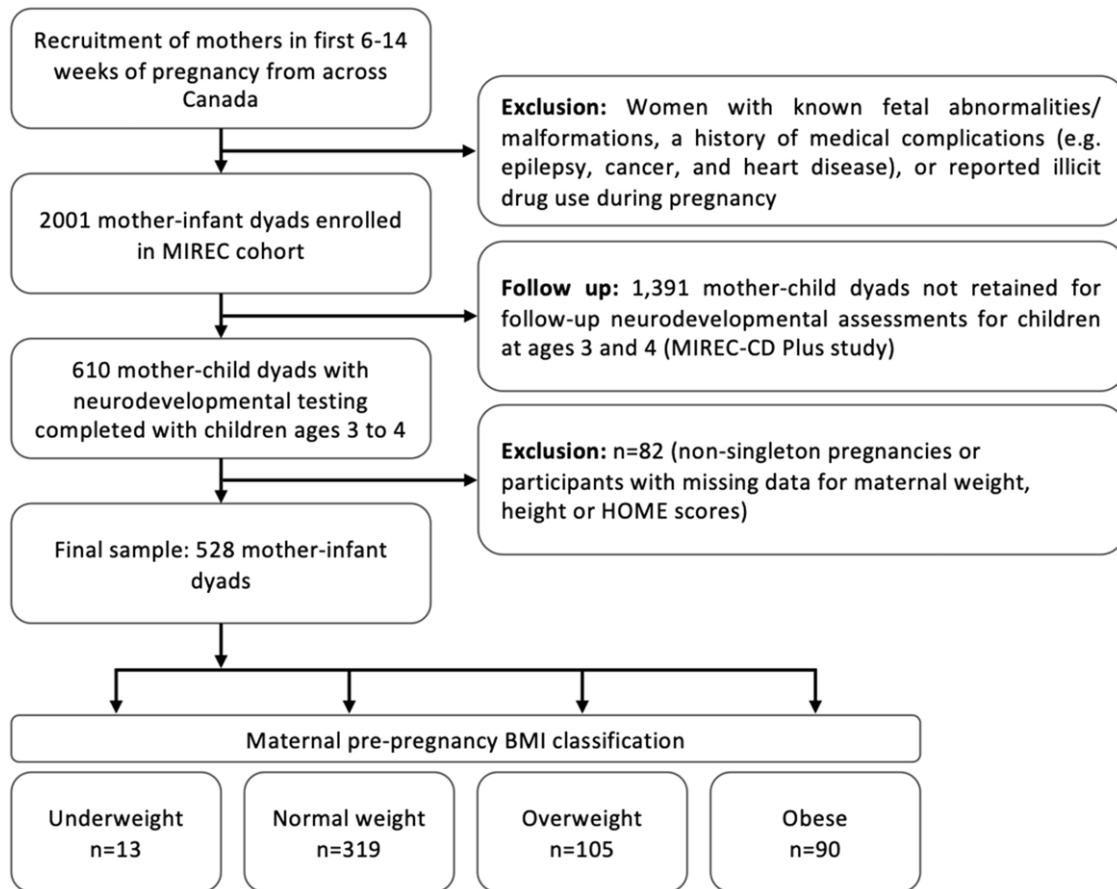 Recruitment of mothers in first 6-14
weeks of pregnancy from across
Canada
Exclusion: Women with known fetal abnormalities/
malformations, a history of medical complications (e.g.
epilepsy, cancer, and heart disease), or reported illicit
drug use during pregnancy
2001 mother-infant dyads enrolled
in MIREC cohort
Follow up: 1,391 mother-child dyads not retained for
follow-up neurodevelopmental assessments for children
at ages 3 and 4 (MIREC-CD Plus study)
610 mother-child dyads with
neurodevelopmental testing
completed with children ages 3 to 4
Exclusion: n=82 (non-singleton pregnancies or
participants with missing data for maternal weight,
height or HOME scores)
Final sample: 528 mother-infant
dyads
Maternal pre-pregnancy BMI classification
Underweight
n=13
Normal weight
n=319
Overweight
n=105
Obese
n=90